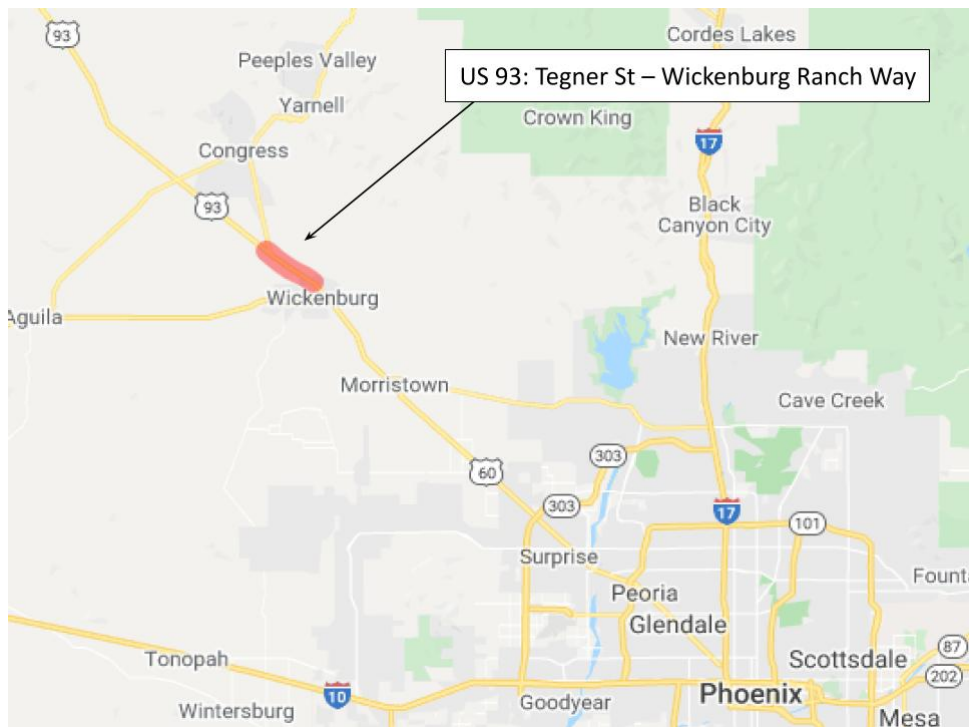 93
Cordes Lakes
Peeples Valley
US 93: Tegner St – Wickenburg Ranch Way
Yarnell
Crown King
17
Congress
93
Black
Canyon City
Wickenburg
Aguila
New River
Morristown
Cave Creek
303
60
303
17
101
Surprise
Peoria
Glendale
Tonopah
Scottsdale
87
202
10
Wintersburg
Goodyear
Phoenix
Mesa